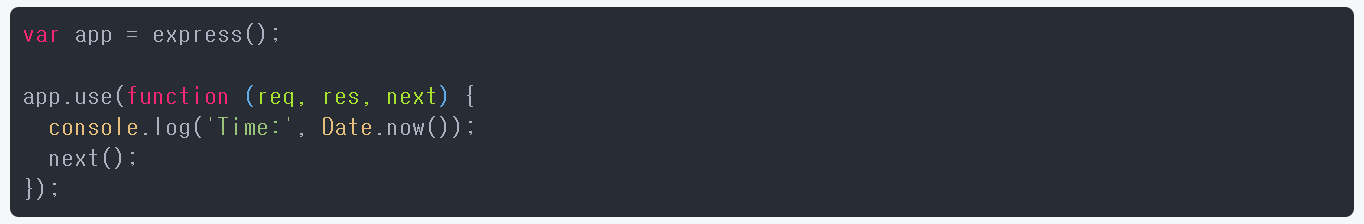 var app = express();

app.use(function (req, res, next) {
  console.log('Time:', Date.now());
  next();
});